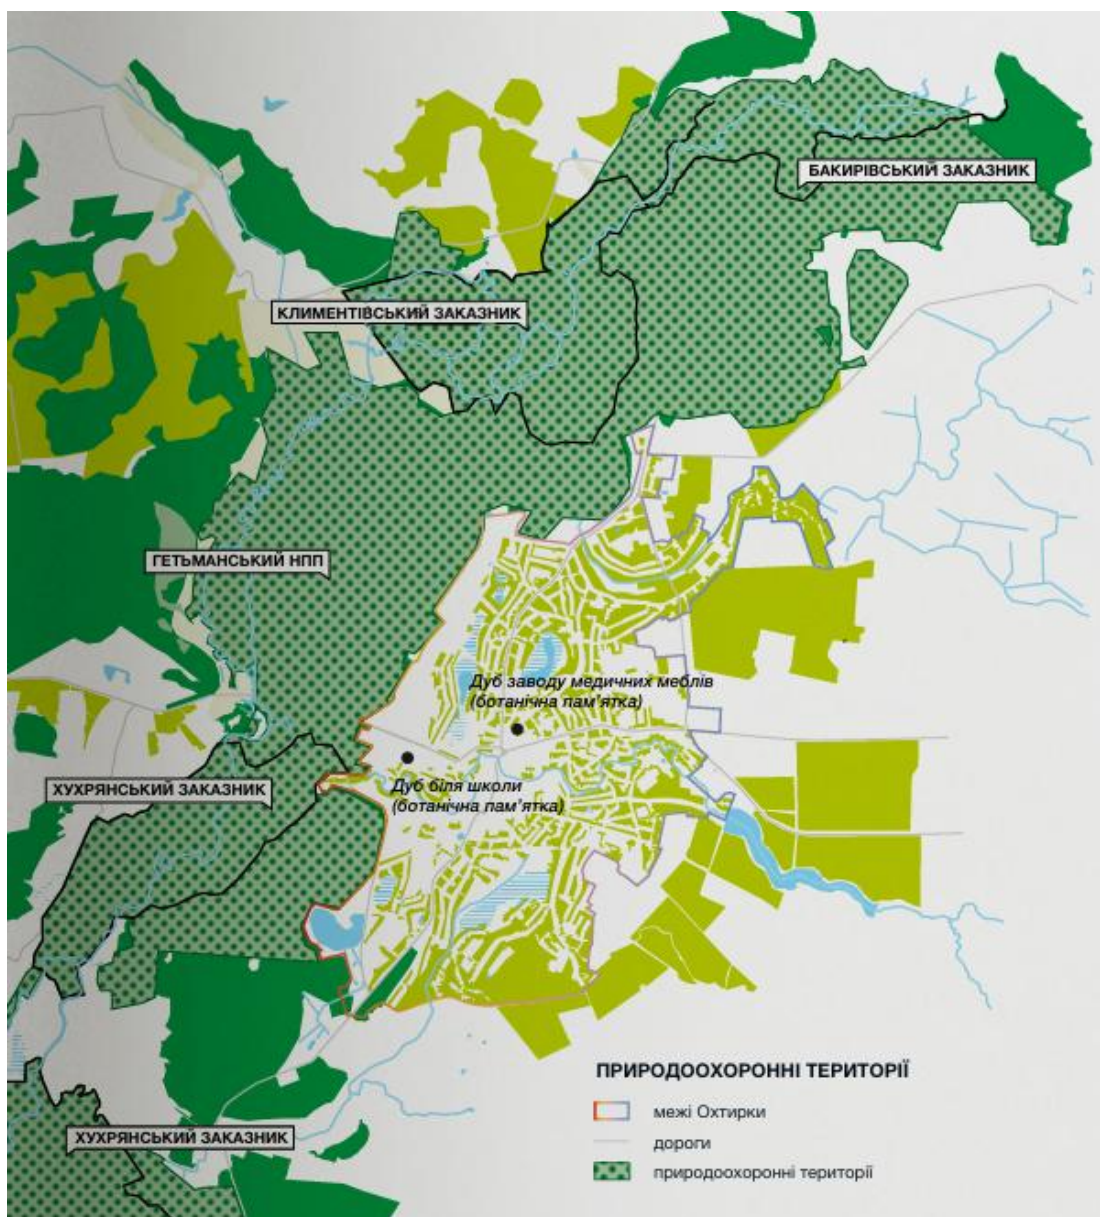 БАКИРІВСЬКИЙ ЗАКАЗНИК
КЛИМЕНТІВСЬКИЙ ЗАКАЗНИК
ГЕТЬМАНСЬКИЙ НПП
Дуб заводу медичних меблів
(ботанічна пам'ятка)
ХУХРЯНСЬКИЙ ЗАКАЗНИК
Дуб біля школи
(ботанічна пам'ятка)
ПРИРОДООХОРОННІ ТЕРИТОРІЇ
межі Охтирки
дороги
природоохоронні території
ХУХРЯНСЬКИЙ ЗАКАЗНИК